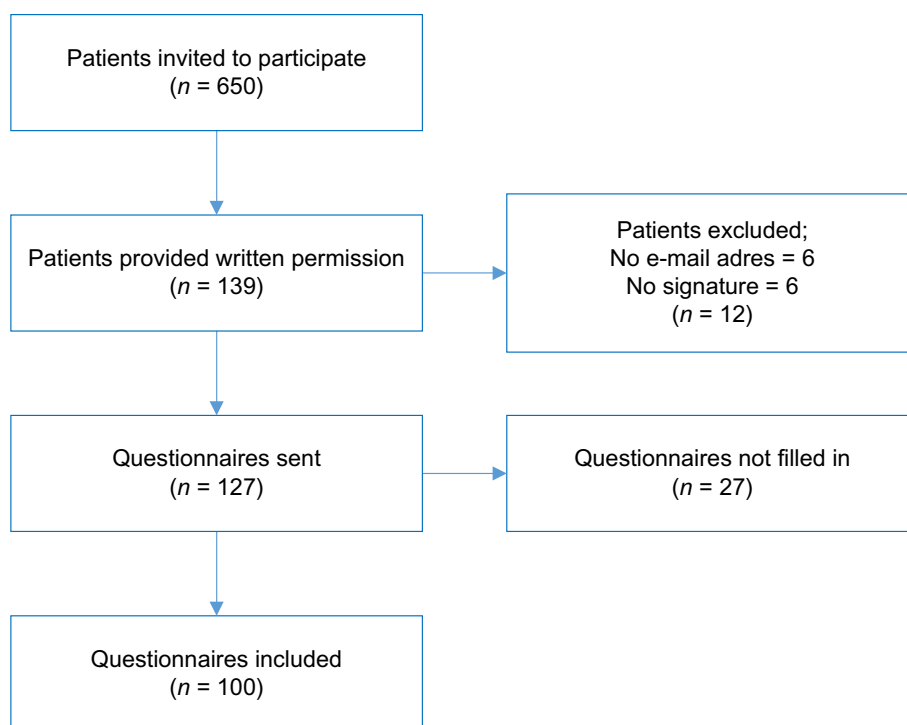 Patients invited to participate
(n = 650)
Patients provided written permission
(n = 139)
Patients excluded;
No e-mail adres = 6
No signature = 6
(n = 12)
Questionnaires sent
(n = 127)
Questionnaires not filled in
(n = 27)
Questionnaires included
(n = 100)